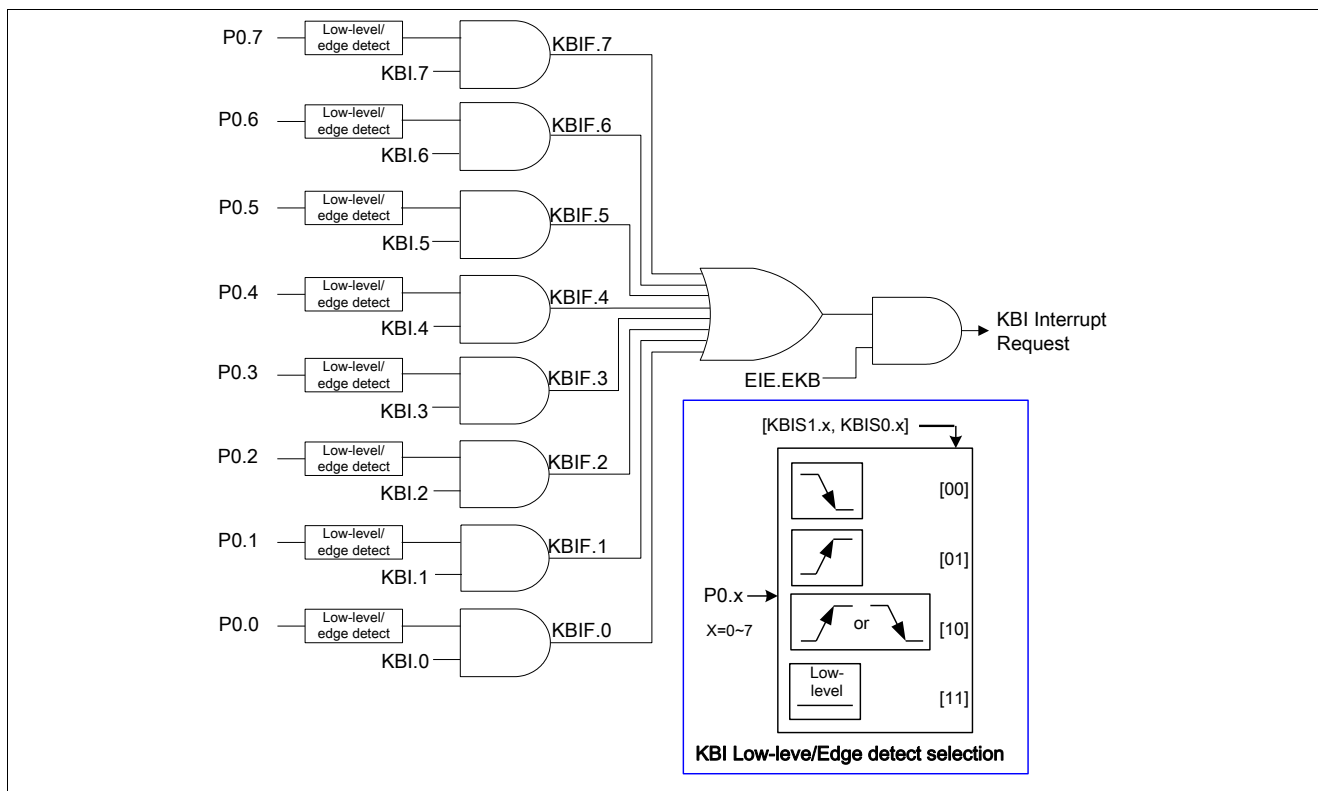 P0.7
Low-level/
edge detect
KBI.7
KBIF.7
P0.6
Low-level/
edge detect
KBI.6
KBIF.6
P0.5
Low-level/
edge detect
KBI.5
KBIF.5
P0.4
Low-level/
edge detect
KBI.4
KBIF.4
P0.3
Low-level/
edge detect
KBI.3
KBIF.3
P0.2
Low-level/
edge detect
KBI.2
KBIF.2
P0.1
Low-level/
edge detect
KBI.1
KBIF.1
P0.0
Low-level/
edge detect
KBI.0
KBIF.0
EIE.EKB
KBI Interrupt
Request
[KBIS1.x, KBIS0.x]
[00]
[01]
P0.x
X=0~7
or
[10]
Low-
level
[11]
KBI Low-leve/Edge detect selection